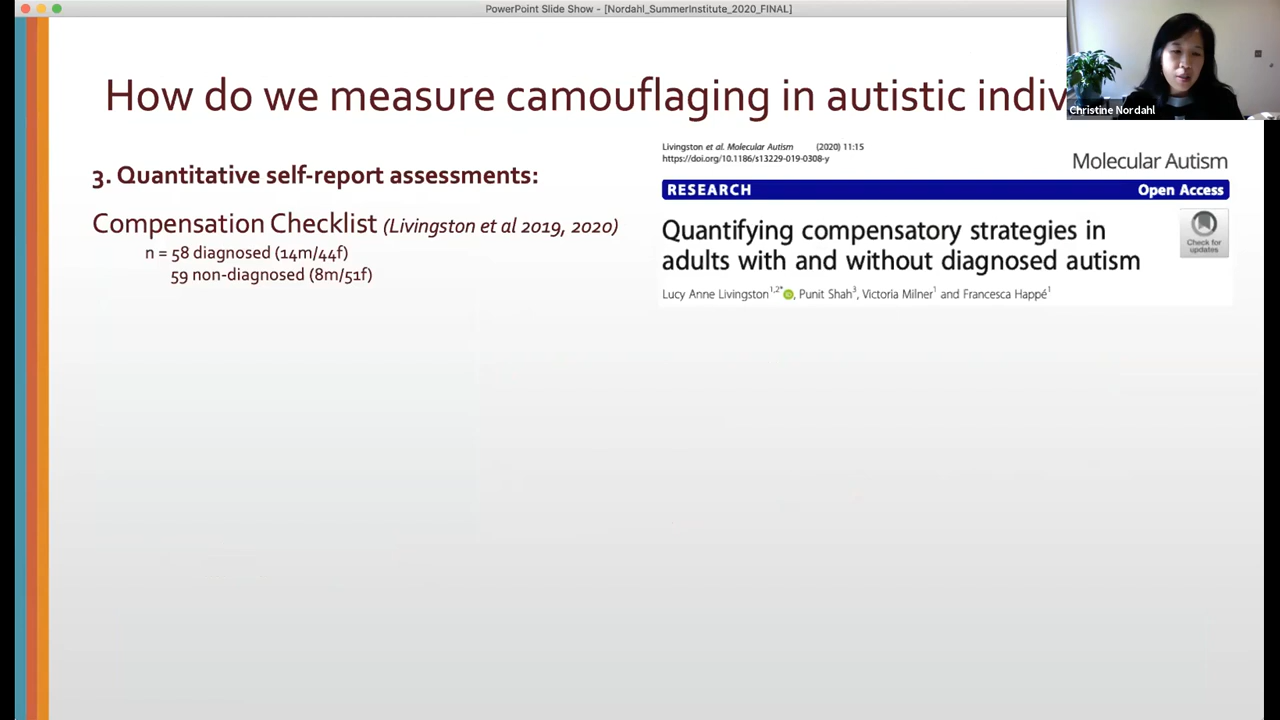 PowerPoint Slide Show - [Nordahl_SummerInstitute_2020_FINAL]
How do we measure camouflaging in autistic indiv
Christine Nordahl
3. Quantitative self-report assessments:
Compensation Checklist (Livingston et al 2019, 2020)
n = 58 diagnosed (14m/44f)
59 non-diagnosed (8m/51f)
Livingston et al. Molecular Autism (2020) 11:15
https://doi.org/10.1186/s13229-019-0308-y
Molecular Autism
RESEARCH Open Access
Quantifying compensatory strategies in
adults with and without diagnosed autism
Check for
updates
Lucy Anne Livingston1,2*, Punit Shah3, Victoria Milner1 and Francesca Happé1